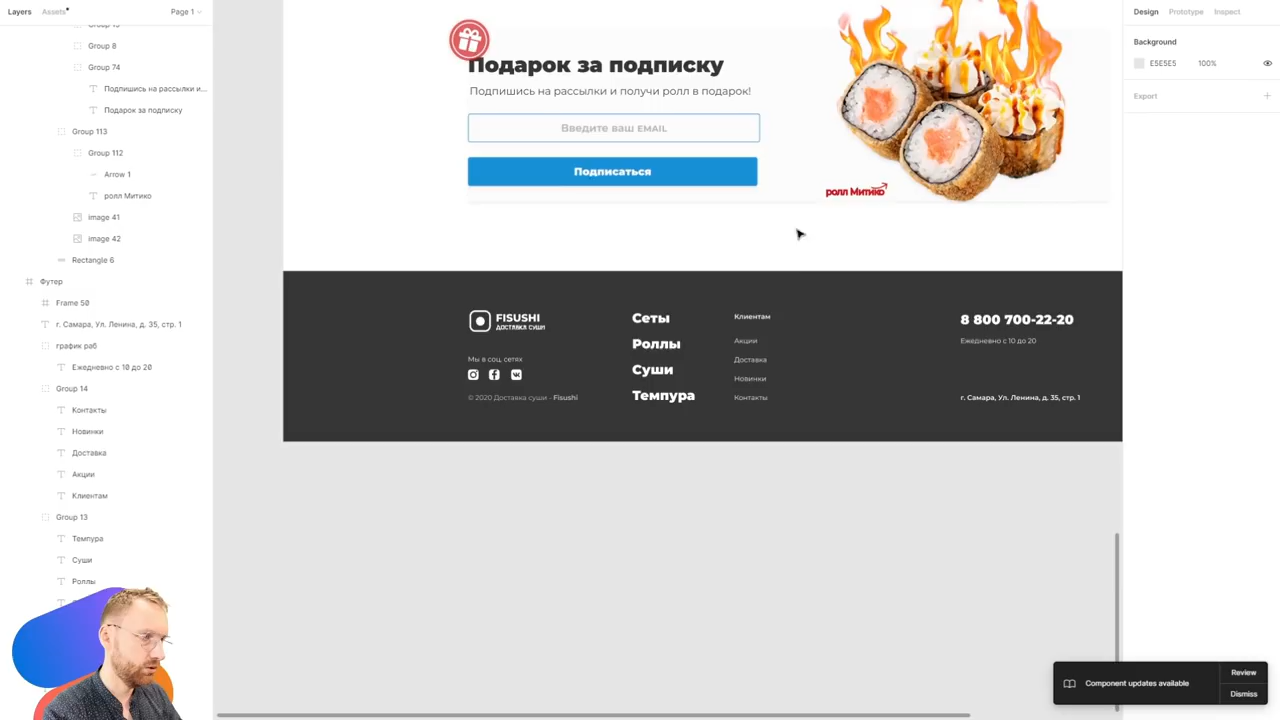 Layers
Assets
Page 1
Group 8
Group 74
Подпишись на рассылки и...
Подарок за подписку
Group 113
Group 112
Arrow 1
ролл Митико
image 41
image 42
Rectangle 6
Футер
Frame 50
г. Самара, Ул. Ленина, д. 35, стр. 1
график раб
Ежедневно с 10 до 20
Group 14
Контакты
Новинки
Доставка
Акции
Клиентам
Group 13
Темпура
Суши
Роллы
Подарок за подписку
Подпишись на рассылки и получи ролл в подарок!
Введите ваш EMAIL
Подписаться
ролл Митико
FISUSHI
ДОСТАВКА СУШИ
Мы в соц. сетях
© 2020 Доставка суши - Fisushi
Сеты
Роллы
Суши
Темпура
Клиентам
Акции
Доставка
Новинки
Контакты
8 800 700-22-20
Ежедневно с 10 до 20
г. Самара, Ул. Ленина, д. 35, стр. 1
Design
Prototype
Inspect
Background
E5E5E5
100%
Export
Component updates available
Review
Dismiss